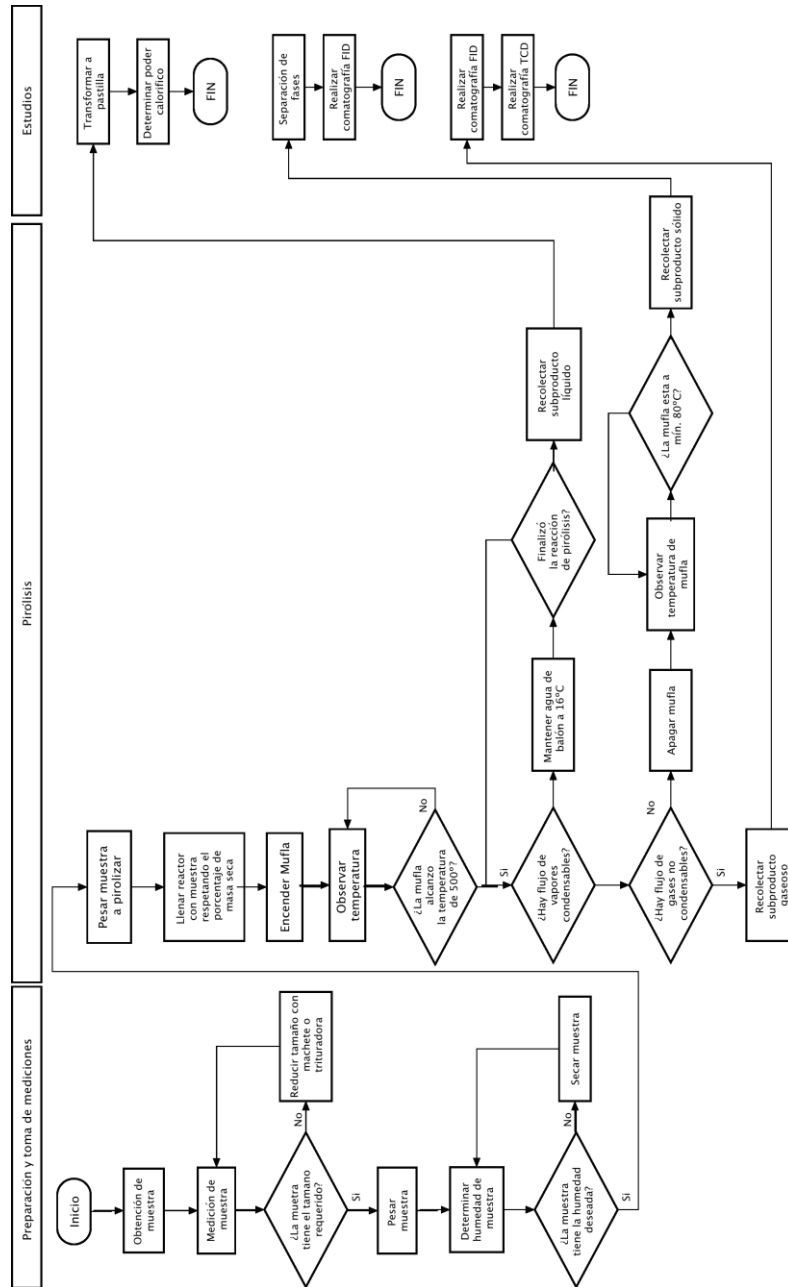 Preparación y toma de mediciones
Inicio
Obtención de
muestra
Medición de
muestra
¿La muetra
tiene el tamano
requerido?
No
Reducir tamaño con
machete o
trituradora
Si
Pesar
muestra
Determinar
humedad de
muestra
¿La muestra
tiene la humedad
deseada?
No
Secar muestra
Si
Pirólisis
Pesar muestra
a pirolizar
Llenar reactor
con muestra
respetando el
porcentaje de
masa seca
Encender Mufla
Observar
temperatura
¿La mufla
alcanzo
la temperatura
de 500°?
No
Si
¿Hay flujo de
vapores
condensables?
Mantener agua de
balón a 16°C
Finalizó
la reacción
de pirólisis?
Recolectar
subproducto
líquido
¿Hay flujo de
gases no
condensables?
No
Apagar mufla
Observar
temperatura de
mufla
¿La mufla esta a
mín. 80°C?
Recolectar
subproducto sólido
Si
Recolectar
subproducto
gaseoso
Estudios
Transformar a
pastilla
Determinar poder
calorífico
FIN
Separación de
fases
Realizar
comatografía FID
FIN
Realizar
comatografía FID
Realizar
comatografía TCD
FIN